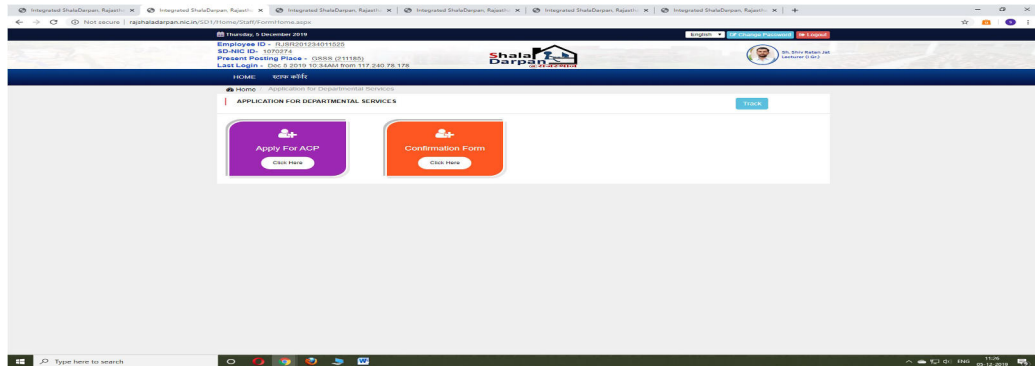 Integrated ShalaDarpan, Rajasth
Integrated ShalaDarpan, Rajasth
Integrated ShalaDarpan, Rajasth
Integrated ShalaDarpan, Rajasth
Integrated ShalaDarpan, Rajasth
Integrated ShalaDarpan, Rajasth
Not secure | rajshaladarpan.nic.in/SD1/Home/Staff/FormHome.aspx
Thursday, 5 December 2019
English
Change Password
Logout
Employee ID - RJSR201234011525
SD-NIC ID- 1070274
Present Posting Place - GSSS (211185)
Last Login - Dec 5 2019 10:34AM from 117.240.78.178
Shala
Darpan
Sh. Shiv Ratan Jat
Lecturer (I Gr.)
HOME स्टाफ कॉर्नर
Home Application for Departmental Services
APPLICATION FOR DEPARTMENTAL SERVICES
Track
Apply For ACP
Click Here
Confirmation Form
Click Here
Type here to search
ENG
11:26
05-12-2019